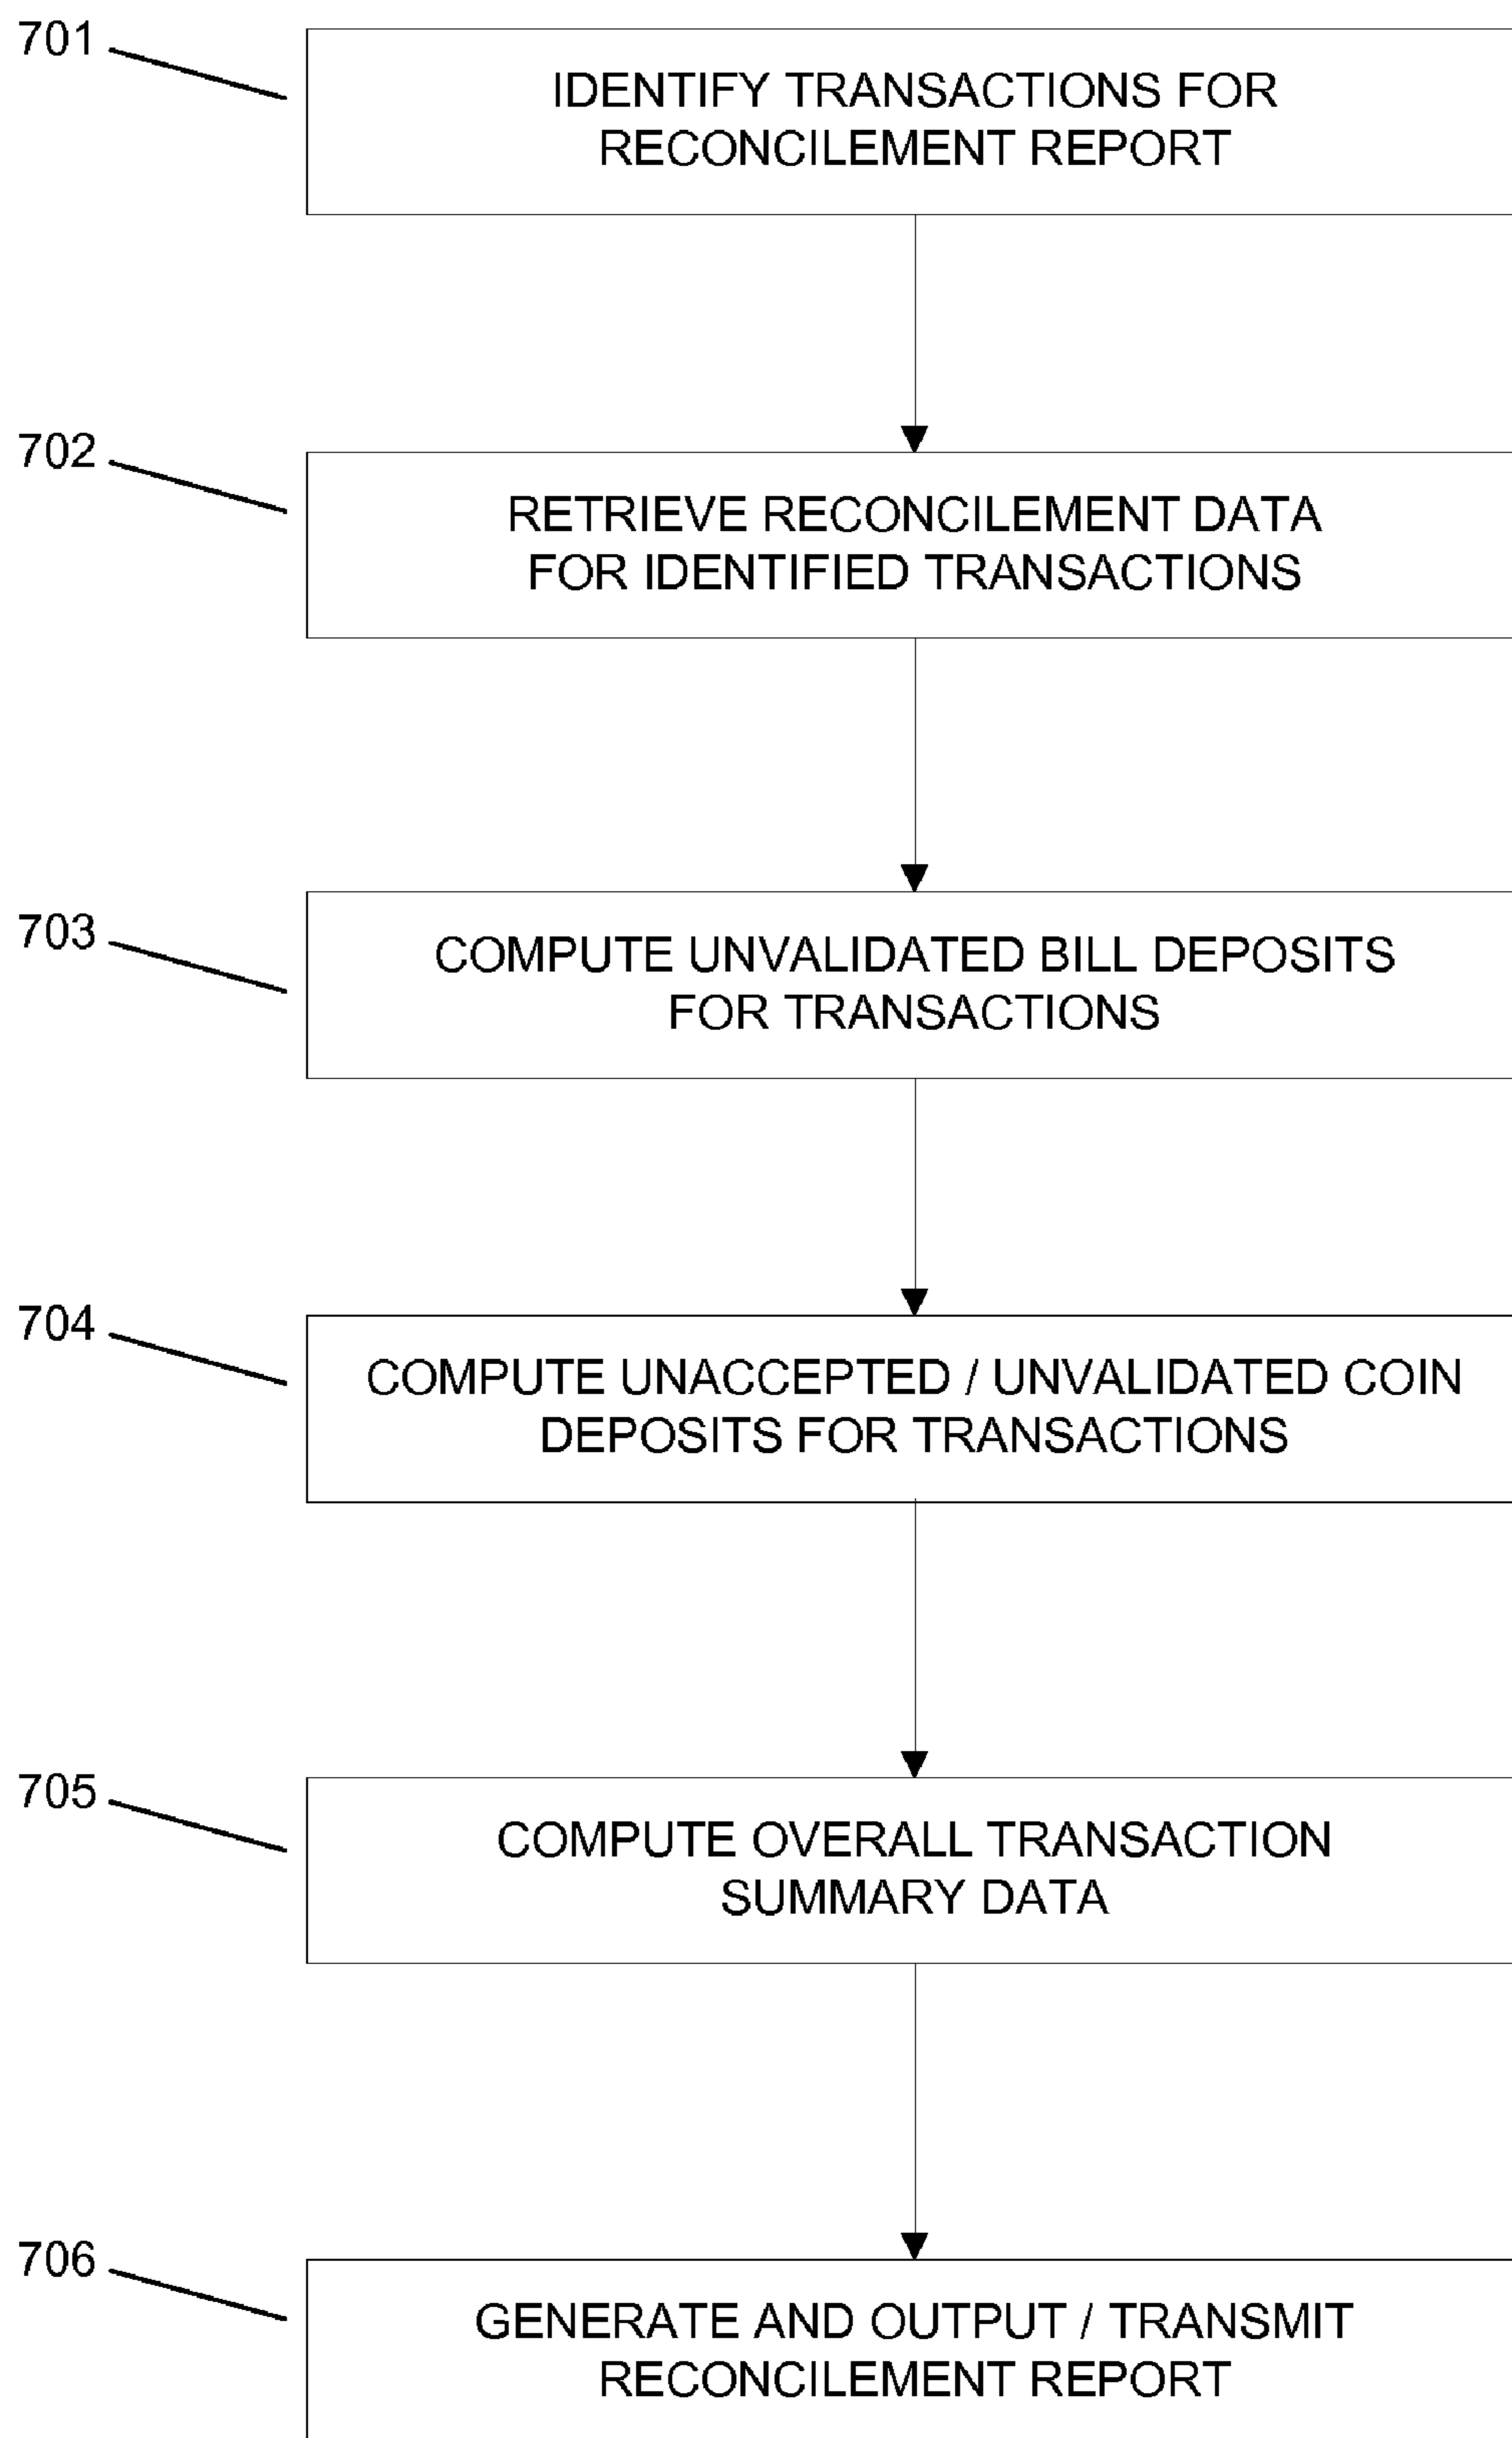 701
IDENTIFY TRANSACTIONS FOR
RECONCILEMENT REPORT
702
RETRIEVE RECONCILEMENT DATA
FOR IDENTIFIED TRANSACTIONS
703
COMPUTE UNVALIDATED BILL DEPOSITS
FOR TRANSACTIONS
704
COMPUTE UNACCEPTED / UNVALIDATED COIN
DEPOSITS FOR TRANSACTIONS
705
COMPUTE OVERALL TRANSACTION
SUMMARY DATA
706
GENERATE AND OUTPUT / TRANSMIT
RECONCILEMENT REPORT